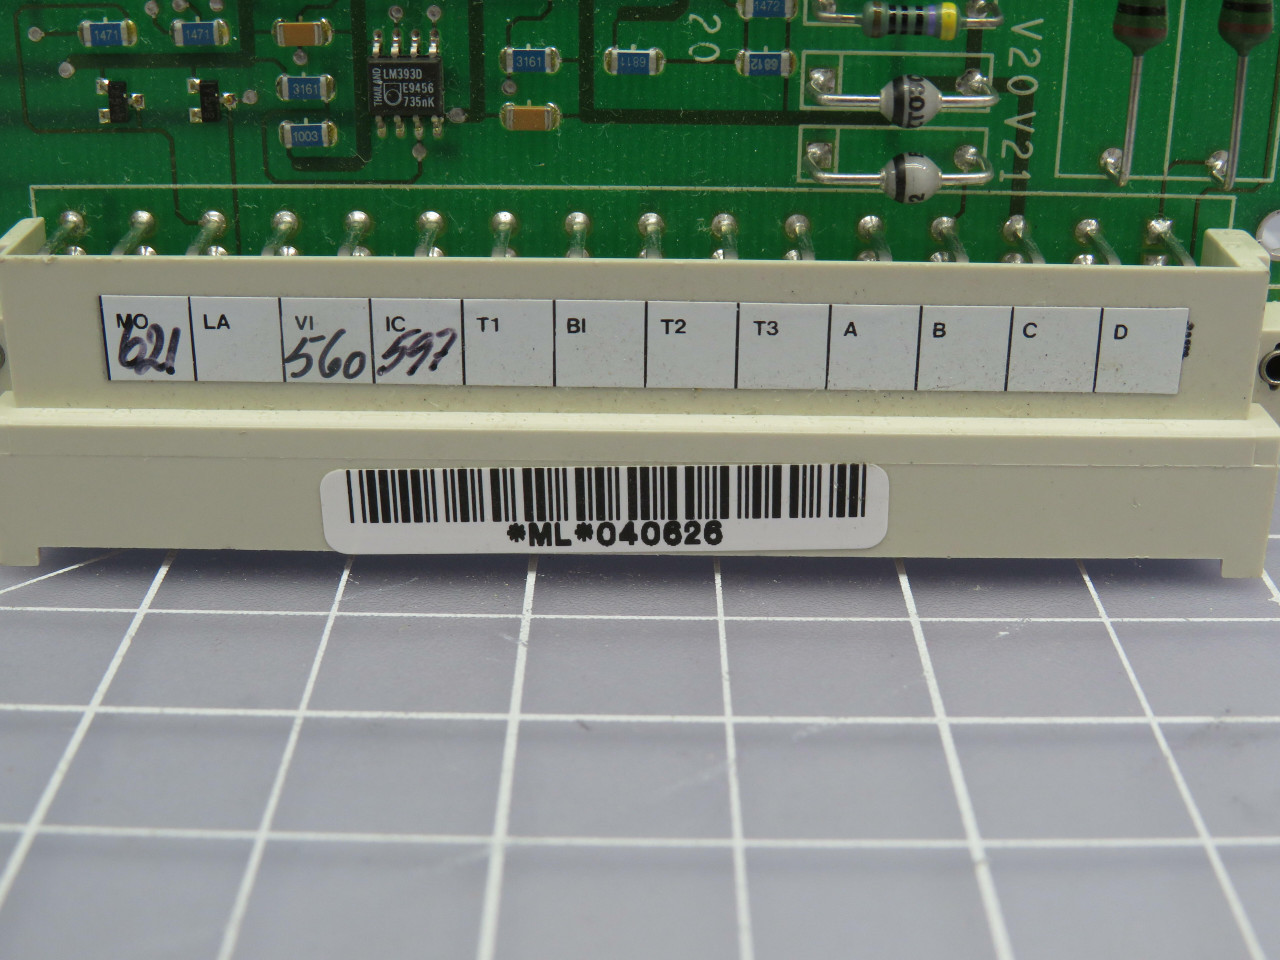 1471
1471
1472
3161
6811
6812
3161
1003
LM393D
E9456
735nK
THAILAND
20
V20
V21
MO LA VI IC T1 BI T2 T3 A B C D
621 560 597
*ML*040626